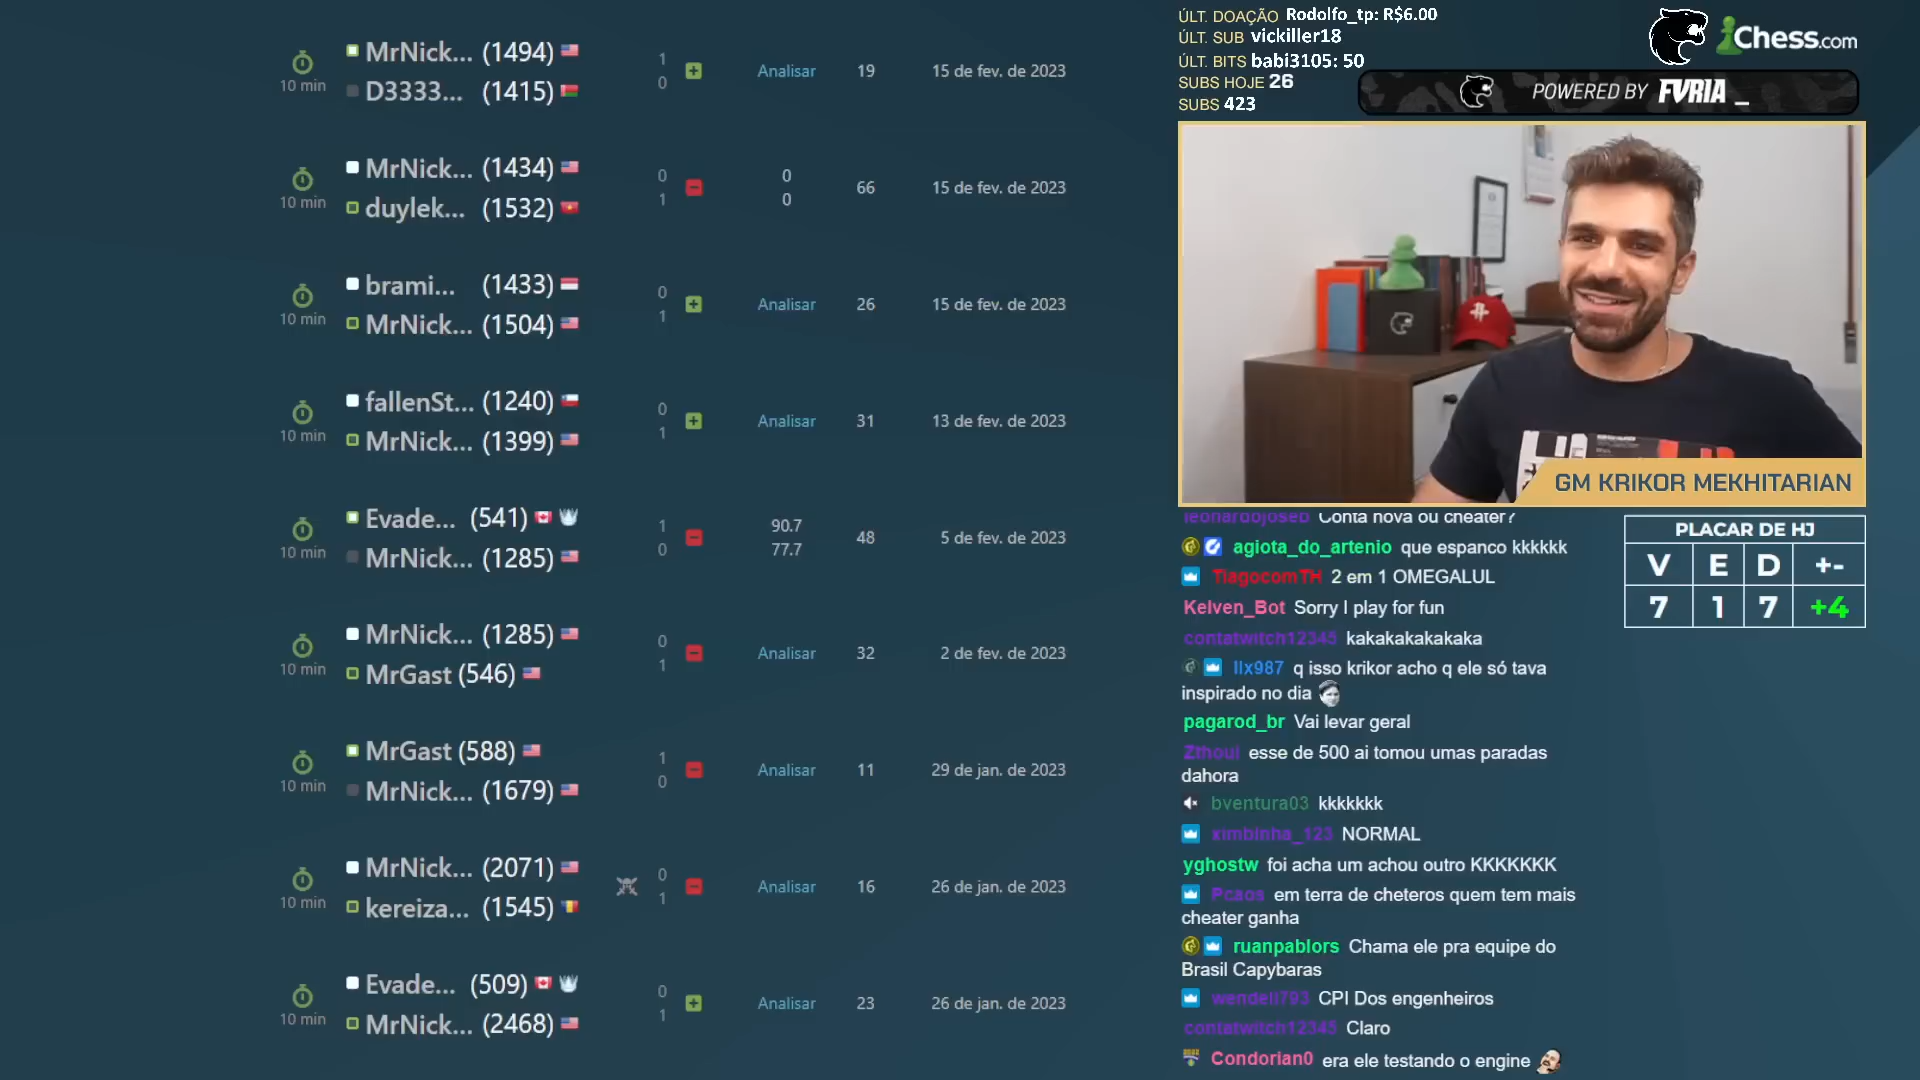 MrNick... (1494)
D3333... (1415)
10 min
1
0
Analisar
19
15 de fev. de 2023
MrNick... (1434)
duylek... (1532)
10 min
0
1
0
0
66
15 de fev. de 2023
brami... (1433)
MrNick... (1504)
10 min
0
1
Analisar
26
15 de fev. de 2023
fallenSt... (1240)
MrNick... (1399)
10 min
0
1
Analisar
31
13 de fev. de 2023
Evade... (541)
MrNick... (1285)
10 min
1
0
90.7
77.7
48
5 de fev. de 2023
MrNick... (1285)
MrGast (546)
10 min
0
1
Analisar
32
2 de fev. de 2023
MrGast (588)
MrNick... (1679)
10 min
1
0
Analisar
11
29 de jan. de 2023
MrNick... (2071)
kereiza... (1545)
10 min
0
1
Analisar
16
26 de jan. de 2023
Evade... (509)
MrNick... (2468)
10 min
0
1
Analisar
23
26 de jan. de 2023
ÚLT. DOAÇÃO Rodolfo_tp: R$6.00
ÚLT. SUB vickiller18
ÚLT. BITS babi3105: 50
SUBS HOJE 26
SUBS 423
Chess.com
POWERED BY FURIA _
GM KRIKOR MEKHITARIAN
leonardojoseb Conta nova ou cheater?
agiota_do_artenio que espanco kkkkkk
TiagocomTH 2 em 1 OMEGALUL
Kelven_Bot Sorry I play for fun
contatwitch12345 kakakakakakaka
llx987 q isso krikor acho q ele só tava
inspirado no dia
pagarod_br Vai levar geral
Zthoul esse de 500 ai tomou umas paradas
dahora
bventura03 kkkkkkk
ximbinha_123 NORMAL
yghostw foi acha um achou outro KKKKKKK
Pcaos em terra de cheteros quem tem mais
cheater ganha
ruanpablors Chama ele pra equipe do
Brasil Capybaras
wendell793 CPI Dos engenheiros
contatwitch12345 Claro
Condorian0 era ele testando o engine
PLACAR DE HJ
V E D +-
7 1 7 +4